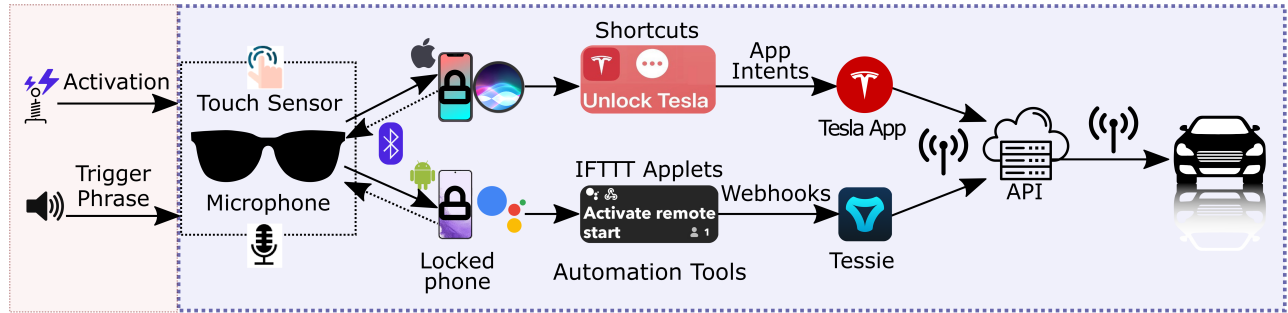 Activation
Trigger
Phrase
Touch Sensor
Microphone
Locked
phone
Shortcuts
Unlock Tesla
IFTTT Applets
Activate remote
start
1
Automation Tools
App
Intents
Webhooks
Tesla App
Tessie
API